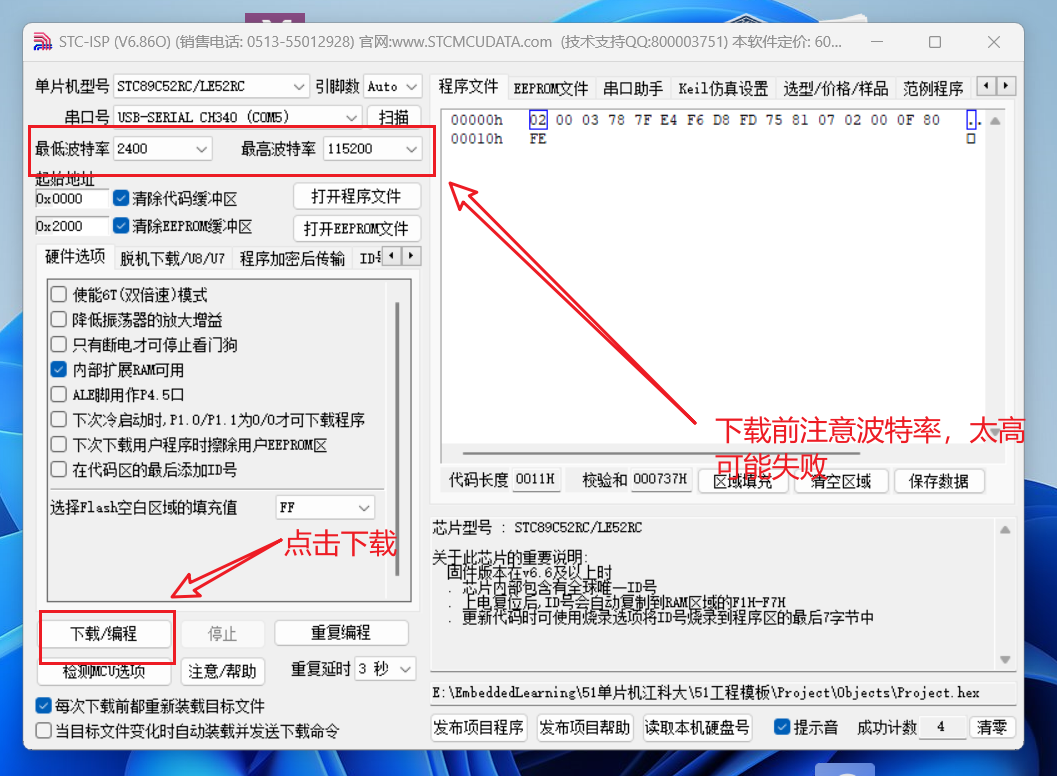 STC-ISP (V6.86O) (销售电话: 0513-55012928) 官网:www.STCMCUDATA.com  (技术支持QQ:800003751) 本软件定价: 60...
单片机型号 STC89C52RC/LE52RC 引脚数 Auto
串口号 USB-SERIAL CH340 (COM5) 扫描
最低波特率 2400 最高波特率 115200
起始地址
0x0000 清除代码缓冲区 打开程序文件
0x2000 清除EEPROM缓冲区 打开EEPROM文件
硬件选项 脱机下载/U8/U7 程序加密后传输 ID号
使能6T(双倍速)模式
降低振荡器的放大增益
只有断电才可停止看门狗
内部扩展RAM可用
ALE脚用作P4.5口
下次冷启动时,P1.0/P1.1为0/0才可下载程序
下次下载用户程序时擦除用户EEPROM区
在代码区的最后添加ID号
选择Flash空白区域的填充值 FF
点击下载
下载/编程 停止 重复编程
检测MCU选项 注意/帮助 重复延时 3 秒
每次下载前都重新装载目标文件
当目标文件变化时自动装载并发送下载命令
程序文件 EEPROM文件 串口助手 Keil仿真设置 选型/价格/样品 范例程序
00000h 02 00 03 78 7F E4 F6 D8 FD 75 81 07 02 00 0F 80 ..
00010h FE
下载前注意波特率，太高
可能失败
代码长度 0011H 校验和 000737H 区域填充 清空区域 保存数据
芯片型号 : STC89C52RC/LE52RC
关于此芯片的重要说明:
固件版本在v6.6及以上时
. 芯片内部包含有全球唯一ID号
. 上电复位后,ID号会自动复制到RAM区域的F1H-F7H
. 更新代码时可使用烧录选项将ID号烧录到程序区的最后7字节中
E:\EmbeddedLearning\51单片机江科大\51工程模板\Project\Objects\Project.hex
发布项目程序 发布项目帮助 读取本机硬盘号 提示音 成功计数 4 清零